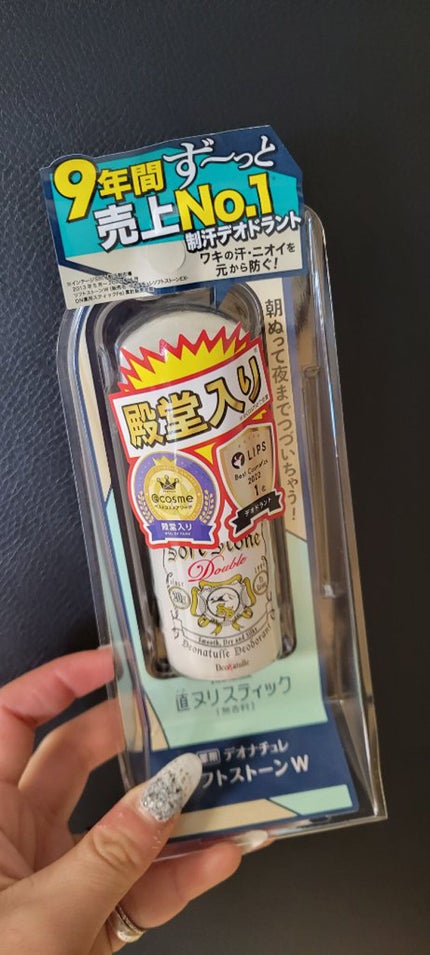 9年間ず〜っと
売上No.1
制汗デオドラント
ワキの汗・ニオイを
元から防ぐ!
朝ぬって夜までつづいちゃう!
殿堂入り
@cosme
殿堂入り
LIPS
Best Cosmetics
2022
1位
デオドラント
Soft Stone
Double
Smooth, Dry and Silky
Deonatulle Deodorant
Deonatulle
直ヌリスティック
(無香料)
デオナチュレ
フトストーンW